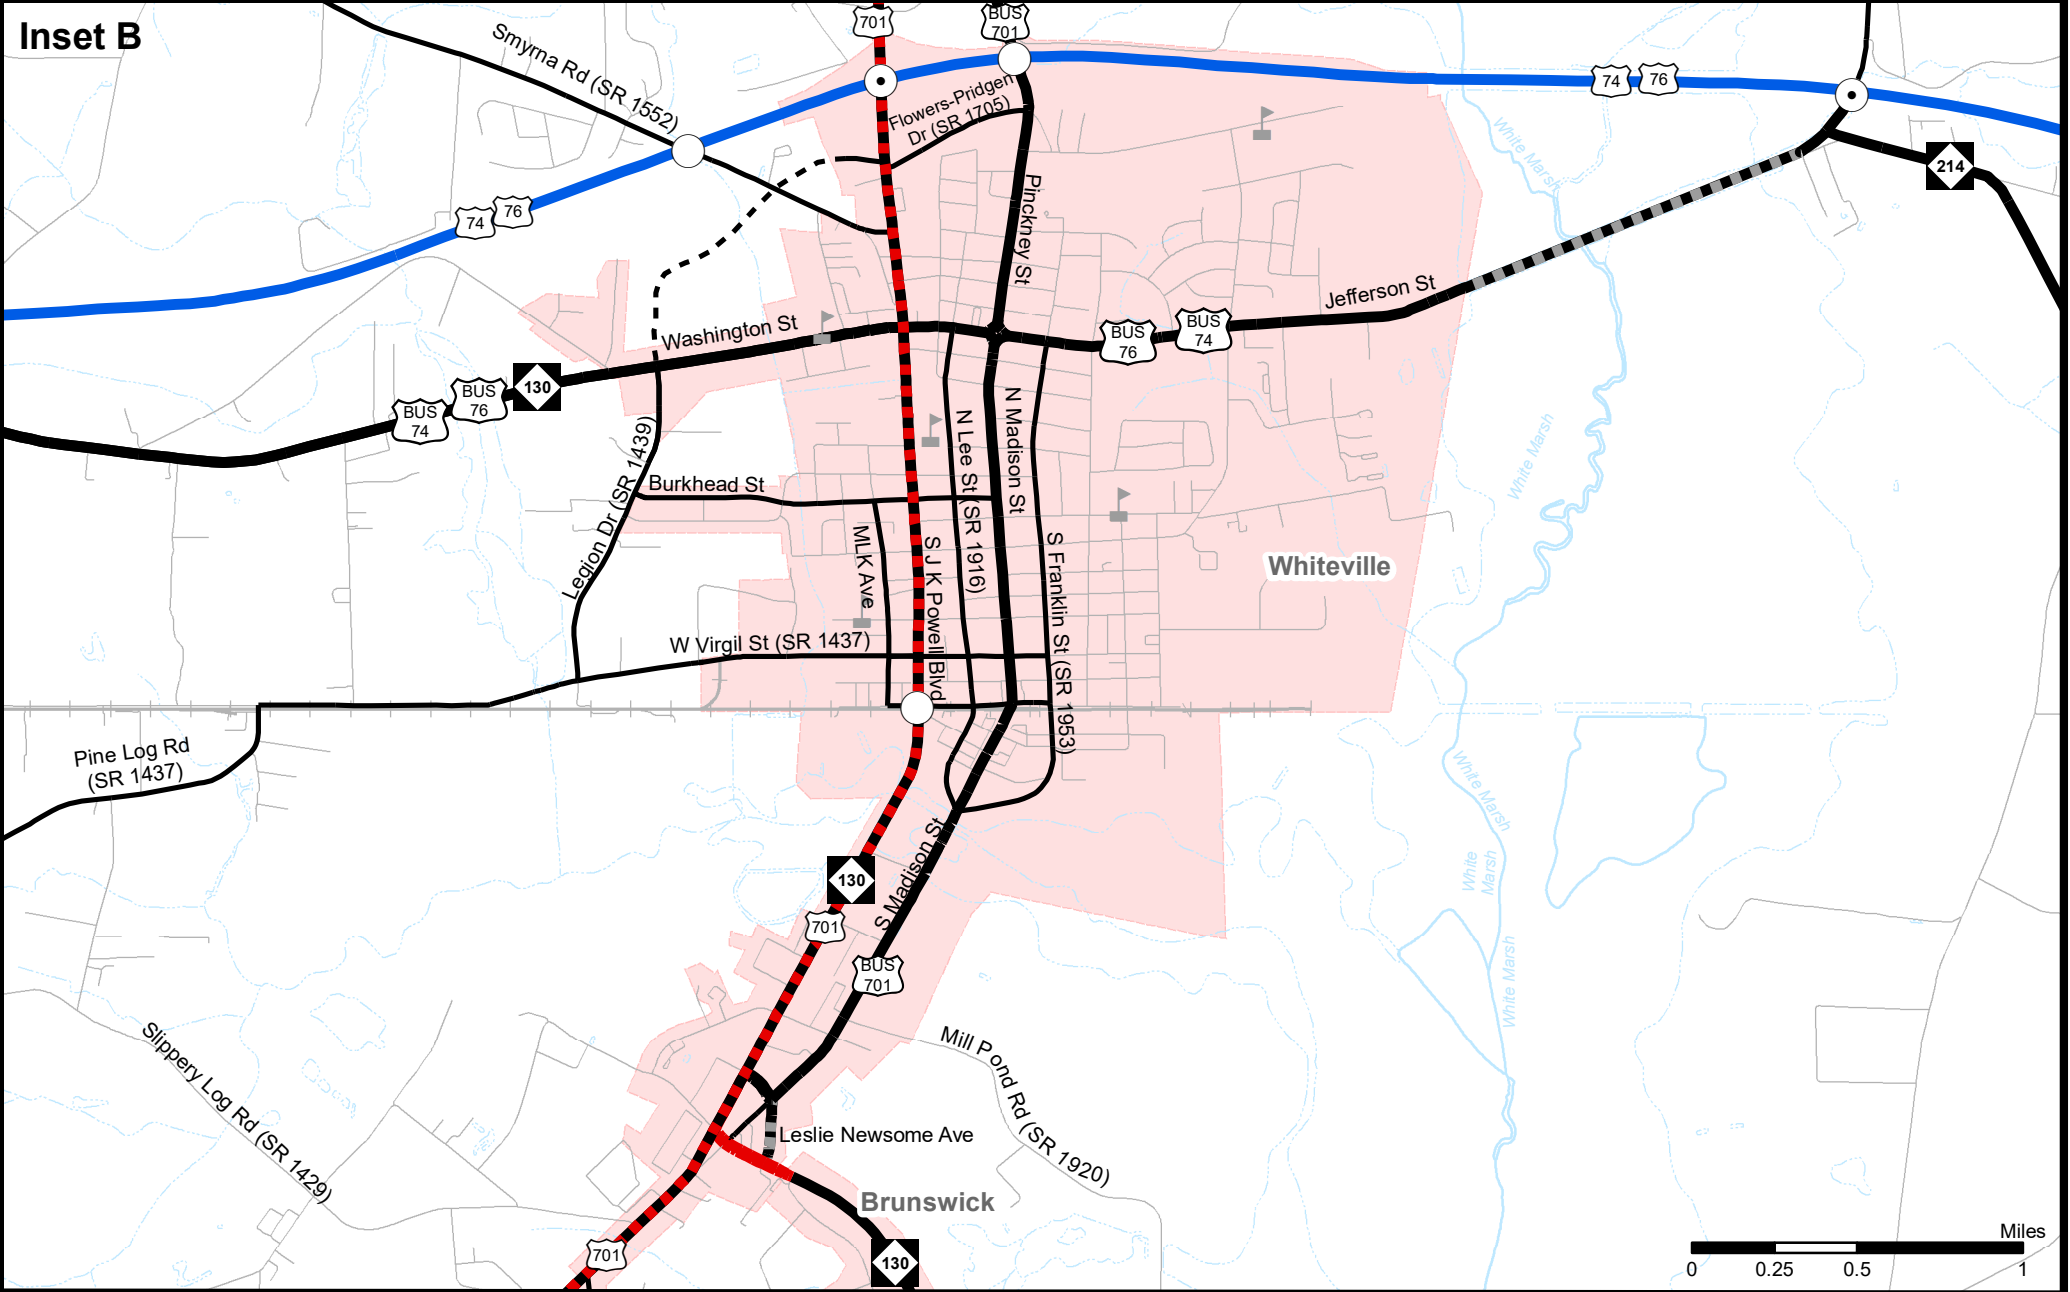 Inset B
701
BUS
701
Smyrna Rd (SR 1552)
Flowers-Pridgen
Dr (SR 1705)
74
76
White Marsh
214
74
76
Pinckney St
Jefferson St
Washington St
BUS
76
BUS
74
130
BUS
76
BUS
74
N Madison St
N Lee St (SR 1916)
White Marsh
Legion Dr (SR 1439)
Burkhead St
MLK Ave
S J K Powell Blvd
S Franklin St (SR 1953)
Whiteville
W Virgil St (SR 1437)
Pine Log Rd
(SR 1437)
White Marsh
S Madison St
130
White
Marsh
701
BUS
701
White Marsh
Slippery Log Rd (SR 1429)
Mill Pond Rd (SR 1920)
Leslie Newsome Ave
Brunswick
701
130
Miles
0
0.25
0.5
1